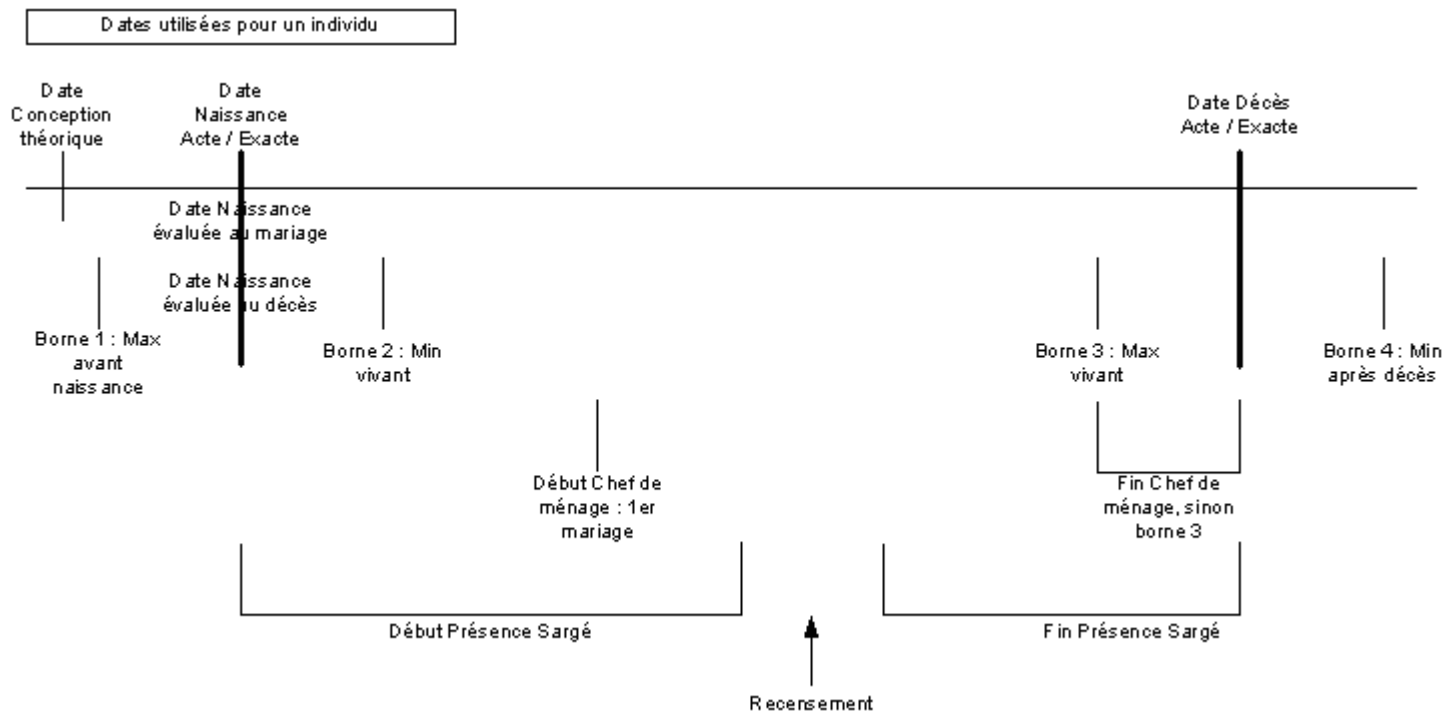 Dates utilisées pour un individu
Date
Conception
théorique
Date
Naissance
Acte / Exacte
Date Décès
Acte / Exacte
Date Naissance
évaluée au mariage
Date Naissance
évaluée au décès
Borne 1 : Max
avant
naissance
Borne 2 : Min
vivant
Borne 3 : Max
vivant
Borne 4 : Min
après décès
Début Chef de
ménage : 1er
mariage
Fin Chef de
ménage, sinon
borne 3
Début Présence Sargé
Fin Présence Sargé
Recensement